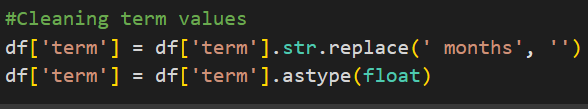 #Cleaning term values
df['term'] = df['term'].str.replace(' months', '')
df['term'] = df['term'].astype(float)